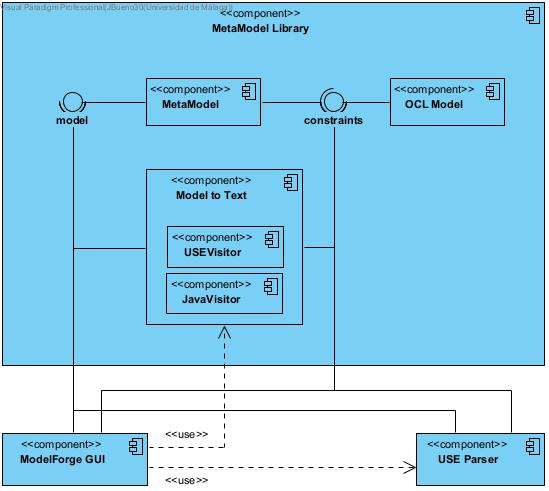 Visual Paradigm Professional(JBueno30(Universidad de Málaga))
<<component>>
MetaModel Library
<<component>>
MetaModel
<<component>>
OCL Model
model
constraints
<<component>>
Model to Text
<<component>>
USEVisitor
<<component>>
JavaVisitor
<<use>>
<<component>>
ModelForge GUI
<<component>>
USE Parser
<<use>>